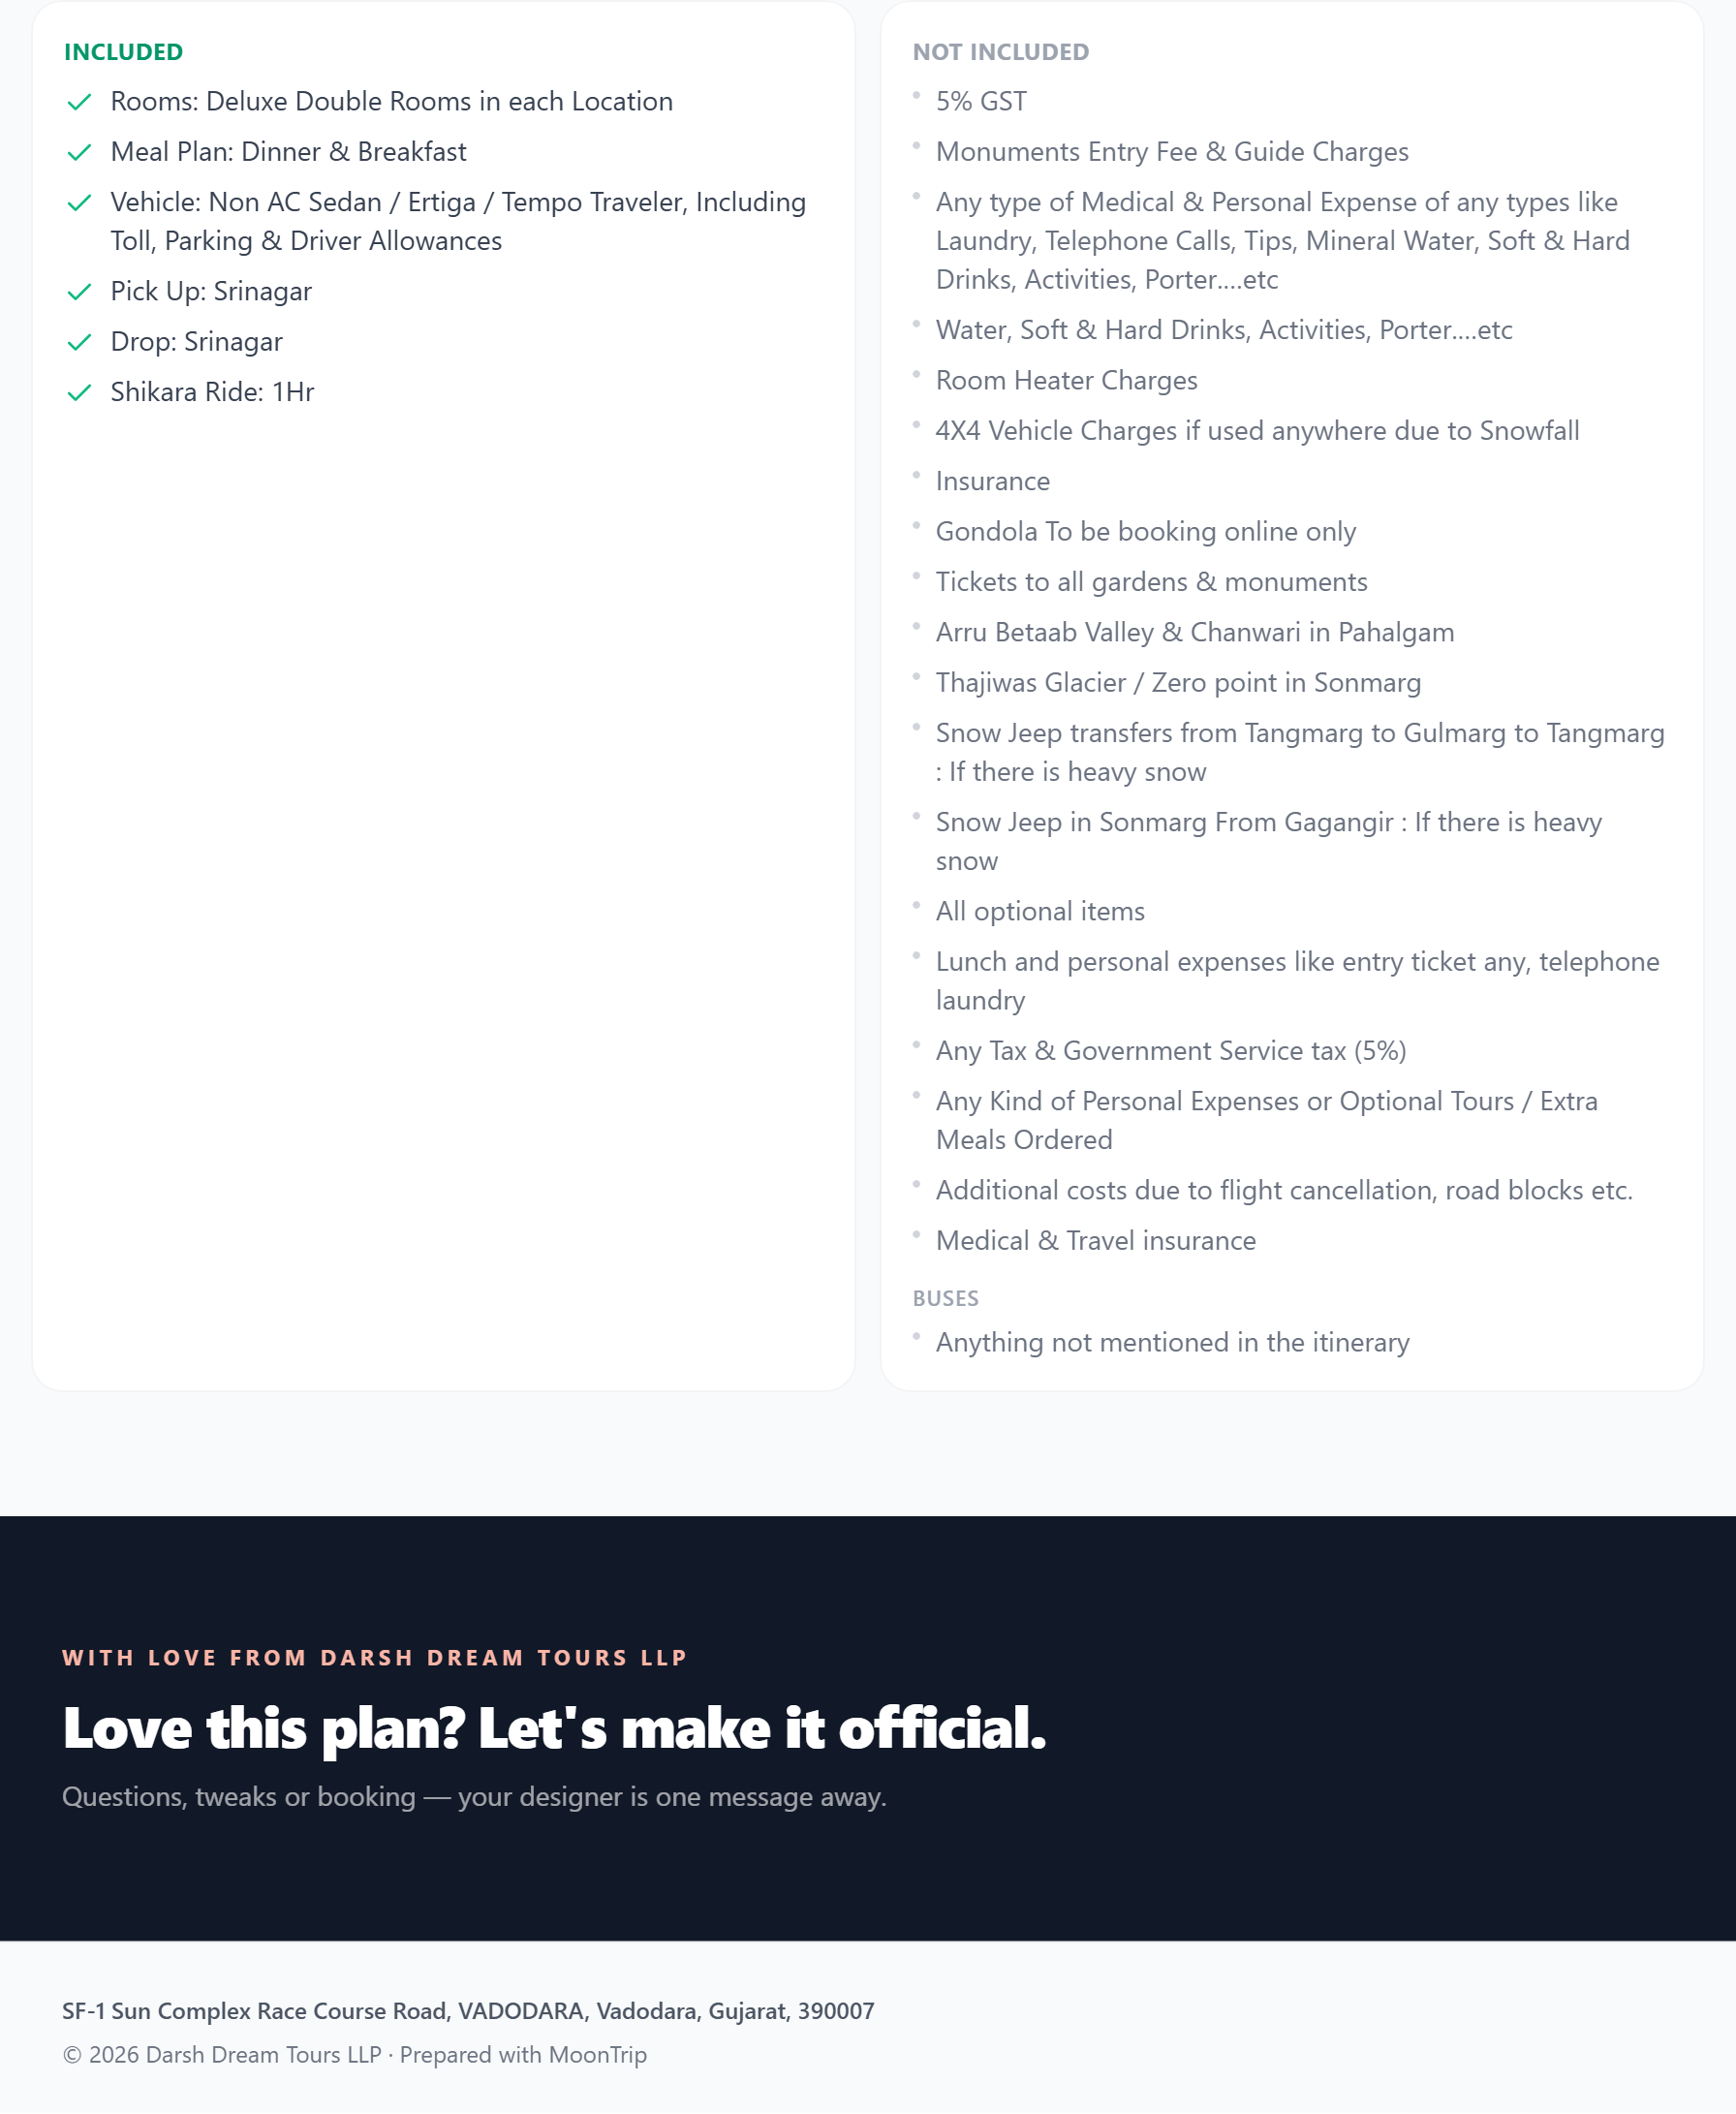 INCLUDED
Rooms: Deluxe Double Rooms in each Location
Meal Plan: Dinner & Breakfast
Vehicle: Non AC Sedan / Ertiga / Tempo Traveler, Including
Toll, Parking & Driver Allowances
Pick Up: Srinagar
Drop: Srinagar
Shikara Ride: 1Hr
NOT INCLUDED
5% GST
Monuments Entry Fee & Guide Charges
Any type of Medical & Personal Expense of any types like
Laundry, Telephone Calls, Tips, Mineral Water, Soft & Hard
Drinks, Activities, Porter....etc
Water, Soft & Hard Drinks, Activities, Porter....etc
Room Heater Charges
4X4 Vehicle Charges if used anywhere due to Snowfall
Insurance
Gondola To be booking online only
Tickets to all gardens & monuments
Arru Betaab Valley & Chanwari in Pahalgam
Thajiwas Glacier / Zero point in Sonmarg
Snow Jeep transfers from Tangmarg to Gulmarg to Tangmarg
: If there is heavy snow
Snow Jeep in Sonmarg From Gagangir : If there is heavy
snow
All optional items
Lunch and personal expenses like entry ticket any, telephone
laundry
Any Tax & Government Service tax (5%)
Any Kind of Personal Expenses or Optional Tours / Extra
Meals Ordered
Additional costs due to flight cancellation, road blocks etc.
Medical & Travel insurance
BUSES
Anything not mentioned in the itinerary
WITH LOVE FROM DARSH DREAM TOURS LLP
Love this plan? Let's make it official.
Questions, tweaks or booking — your designer is one message away.
SF-1 Sun Complex Race Course Road, VADODARA, Vadodara, Gujarat, 390007
© 2026 Darsh Dream Tours LLP · Prepared with MoonTrip